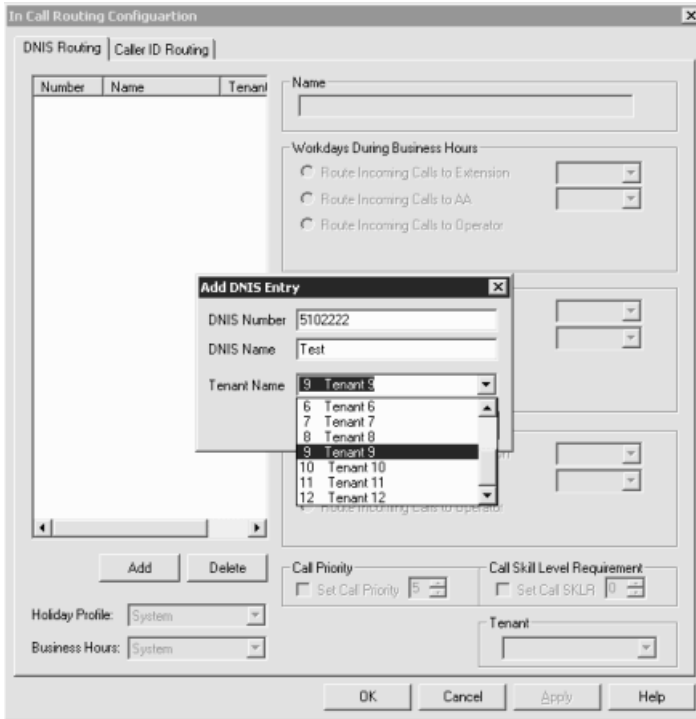 In Call Routing Configuartion
DNIS Routing
Caller ID Routing
Number Name Tenant
Name
Workdays During Business Hours
Route Incoming Calls to Extension
Route Incoming Calls to AA
Route Incoming Calls to Operator
Add DNIS Entry
DNIS Number 5102222
DNIS Name Test
Tenant Name 9 Tenant 9
6 Tenant 6
7 Tenant 7
8 Tenant 8
9 Tenant 9
10 Tenant 10
11 Tenant 11
12 Tenant 12
Route Incoming Calls to Operator
Add Delete
Call Priority
Set Call Priority 5
Call Skill Level Requirement
Set Call SKLR 0
Holiday Profile: System
Business Hours: System
Tenant
OK Cancel Apply Help